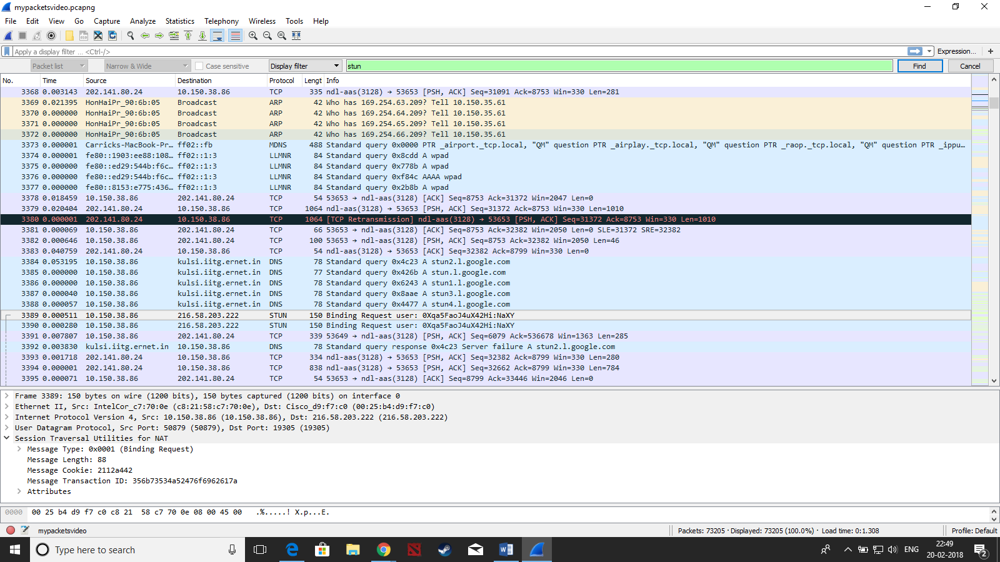 mypacketsvideo.pcapng
File Edit View Go Capture Analyze Statistics Telephony Wireless Tools Help
Apply a display filter ... <Ctrl-/> Expression... +
Packet list Narrow & Wide Case sensitive Display filter stun Find Cancel
No. Time Source Destination Protocol Lengt Info
3368 0.003143 202.141.80.24 10.150.38.86 TCP 335 ndl-aas(3128) → 53653 [PSH, ACK] Seq=31091 Ack=8753 Win=330 Len=281
3369 0.021395 HonHaiPr_90:6b:05 Broadcast ARP 42 Who has 169.254.63.209? Tell 10.150.35.61
3370 0.000000 HonHaiPr_90:6b:05 Broadcast ARP 42 Who has 169.254.64.209? Tell 10.150.35.61
3371 0.000000 HonHaiPr_90:6b:05 Broadcast ARP 42 Who has 169.254.65.209? Tell 10.150.35.61
3372 0.000000 HonHaiPr_90:6b:05 Broadcast ARP 42 Who has 169.254.66.209? Tell 10.150.35.61
3373 0.000001 Carricks-MacBook-Pr… ff02::fb MDNS 488 Standard query 0x0000 PTR _airport._tcp.local, "QM" question PTR _airplay._tcp.local, "QM" question PTR _raop._tcp.local, "QM" question PTR _ippu…
3374 0.000001 fe80::1903:ee88:108… ff02::1:3 LLMNR 84 Standard query 0x8cdd A wpad
3375 0.000000 fe80::ed29:544b:f6c… ff02::1:3 LLMNR 84 Standard query 0x778b A wpad
3376 0.000000 fe80::ed29:544b:f6c… ff02::1:3 LLMNR 84 Standard query 0xf84c AAAA wpad
3377 0.000000 fe80::8153:e775:436… ff02::1:3 LLMNR 84 Standard query 0x2b8b A wpad
3378 0.018459 10.150.38.86 202.141.80.24 TCP 54 53653 → ndl-aas(3128) [ACK] Seq=8753 Ack=31372 Win=2047 Len=0
3379 0.020404 202.141.80.24 10.150.38.86 TCP 1064 ndl-aas(3128) → 53653 [PSH, ACK] Seq=31372 Ack=8753 Win=330 Len=1010
3380 0.000001 202.141.80.24 10.150.38.86 TCP 1064 [TCP Retransmission] ndl-aas(3128) → 53653 [PSH, ACK] Seq=31372 Ack=8753 Win=330 Len=1010
3381 0.000069 10.150.38.86 202.141.80.24 TCP 66 53653 → ndl-aas(3128) [ACK] Seq=8753 Ack=32382 Win=2050 Len=0 SLE=31372 SRE=32382
3382 0.000646 10.150.38.86 202.141.80.24 TCP 100 53653 → ndl-aas(3128) [PSH, ACK] Seq=8753 Ack=32382 Win=2050 Len=46
3383 0.040759 202.141.80.24 10.150.38.86 TCP 54 ndl-aas(3128) → 53653 [ACK] Seq=32382 Ack=8799 Win=330 Len=0
3384 0.053195 10.150.38.86 kulsi.iitg.ernet.in DNS 78 Standard query 0x4c23 A stun2.l.google.com
3385 0.000000 10.150.38.86 kulsi.iitg.ernet.in DNS 77 Standard query 0x426b A stun.l.google.com
3386 0.000000 10.150.38.86 kulsi.iitg.ernet.in DNS 78 Standard query 0x6243 A stun1.l.google.com
3387 0.000040 10.150.38.86 kulsi.iitg.ernet.in DNS 78 Standard query 0x8aae A stun3.l.google.com
3388 0.000057 10.150.38.86 kulsi.iitg.ernet.in DNS 78 Standard query 0x4477 A stun4.l.google.com
3389 0.000511 10.150.38.86 216.58.203.222 STUN 150 Binding Request user: 0Xqa5FaoJ4uX42Hi:NaXY
3390 0.000280 10.150.38.86 216.58.203.222 STUN 150 Binding Request user: 0Xqa5FaoJ4uX42Hi:NaXY
3391 0.007807 10.150.38.86 202.141.80.24 TCP 339 53649 → ndl-aas(3128) [PSH, ACK] Seq=6079 Ack=536678 Win=1363 Len=285
3392 0.003830 kulsi.iitg.ernet.in 10.150.38.86 DNS 78 Standard query response 0x4c23 Server failure A stun2.l.google.com
3393 0.001718 202.141.80.24 10.150.38.86 TCP 334 ndl-aas(3128) → 53653 [PSH, ACK] Seq=32382 Ack=8799 Win=330 Len=280
3394 0.000001 202.141.80.24 10.150.38.86 TCP 838 ndl-aas(3128) → 53653 [PSH, ACK] Seq=32662 Ack=8799 Win=330 Len=784
3395 0.000071 10.150.38.86 202.141.80.24 TCP 54 53653 → ndl-aas(3128) [ACK] Seq=8799 Ack=33446 Win=2046 Len=0
Frame 3389: 150 bytes on wire (1200 bits), 150 bytes captured (1200 bits) on interface 0
Ethernet II, Src: IntelCor_c7:70:0e (c8:21:58:c7:70:0e), Dst: Cisco_d9:f7:c0 (00:25:b4:d9:f7:c0)
Internet Protocol Version 4, Src: 10.150.38.86 (10.150.38.86), Dst: 216.58.203.222 (216.58.203.222)
User Datagram Protocol, Src Port: 50879 (50879), Dst Port: 19305 (19305)
Session Traversal Utilities for NAT
Message Type: 0x0001 (Binding Request)
Message Length: 88
Message Cookie: 2112a442
Message Transaction ID: 356b73534a52476f6962617a
Attributes
0000 00 25 b4 d9 f7 c0 c8 21 58 c7 70 0e 08 00 45 00 .%.....! X.p...E.
mypacketsvideo Packets: 73205 · Displayed: 73205 (100.0%) · Load time: 0:1.308 Profile: Default
Type here to search ENG 22:49
20-02-2018 2